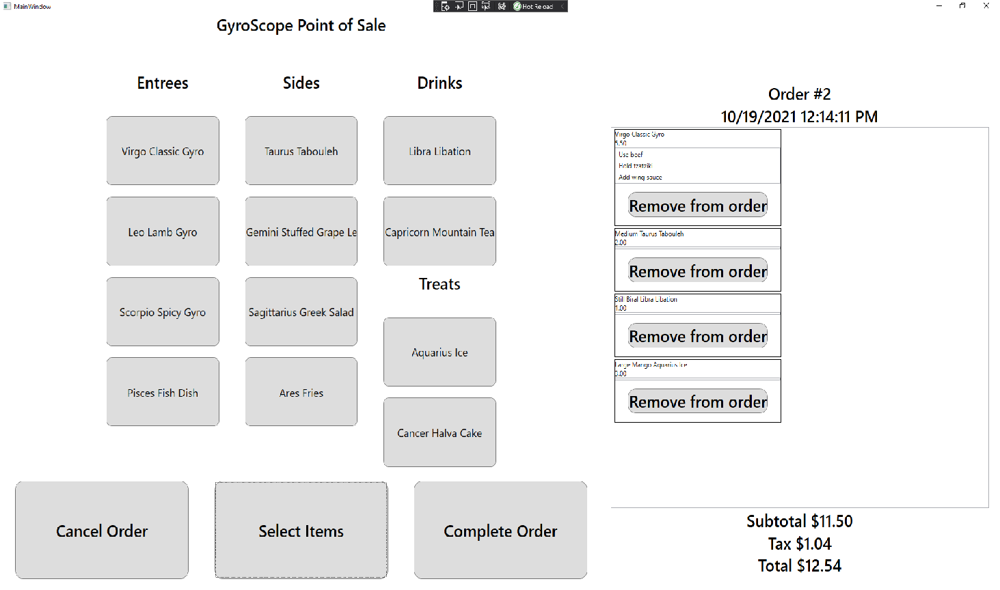 MainWindow
Hot Reload
GyroScope Point of Sale
Entrees
Sides
Drinks
Virgo Classic Gyro
Taurus Tabouleh
Libra Libation
Leo Lamb Gyro
Gemini Stuffed Grape Le
Capricorn Mountain Tea
Treats
Scorpio Spicy Gyro
Sagittarius Greek Salad
Aquarius Ice
Pisces Fish Dish
Ares Fries
Cancer Halva Cake
Cancel Order
Select Items
Complete Order
Order #2
10/19/2021 12:14:11 PM
Virgo Classic Gyro
5.50
Use beef
Hold tzatziki
Add wing sauce
Remove from order
Medium Taurus Tabouleh
2.00
Remove from order
Still Biral Libra Libation
1.00
Remove from order
Large Mango Aquarius Ice
3.00
Remove from order
Subtotal $11.50
Tax $1.04
Total $12.54